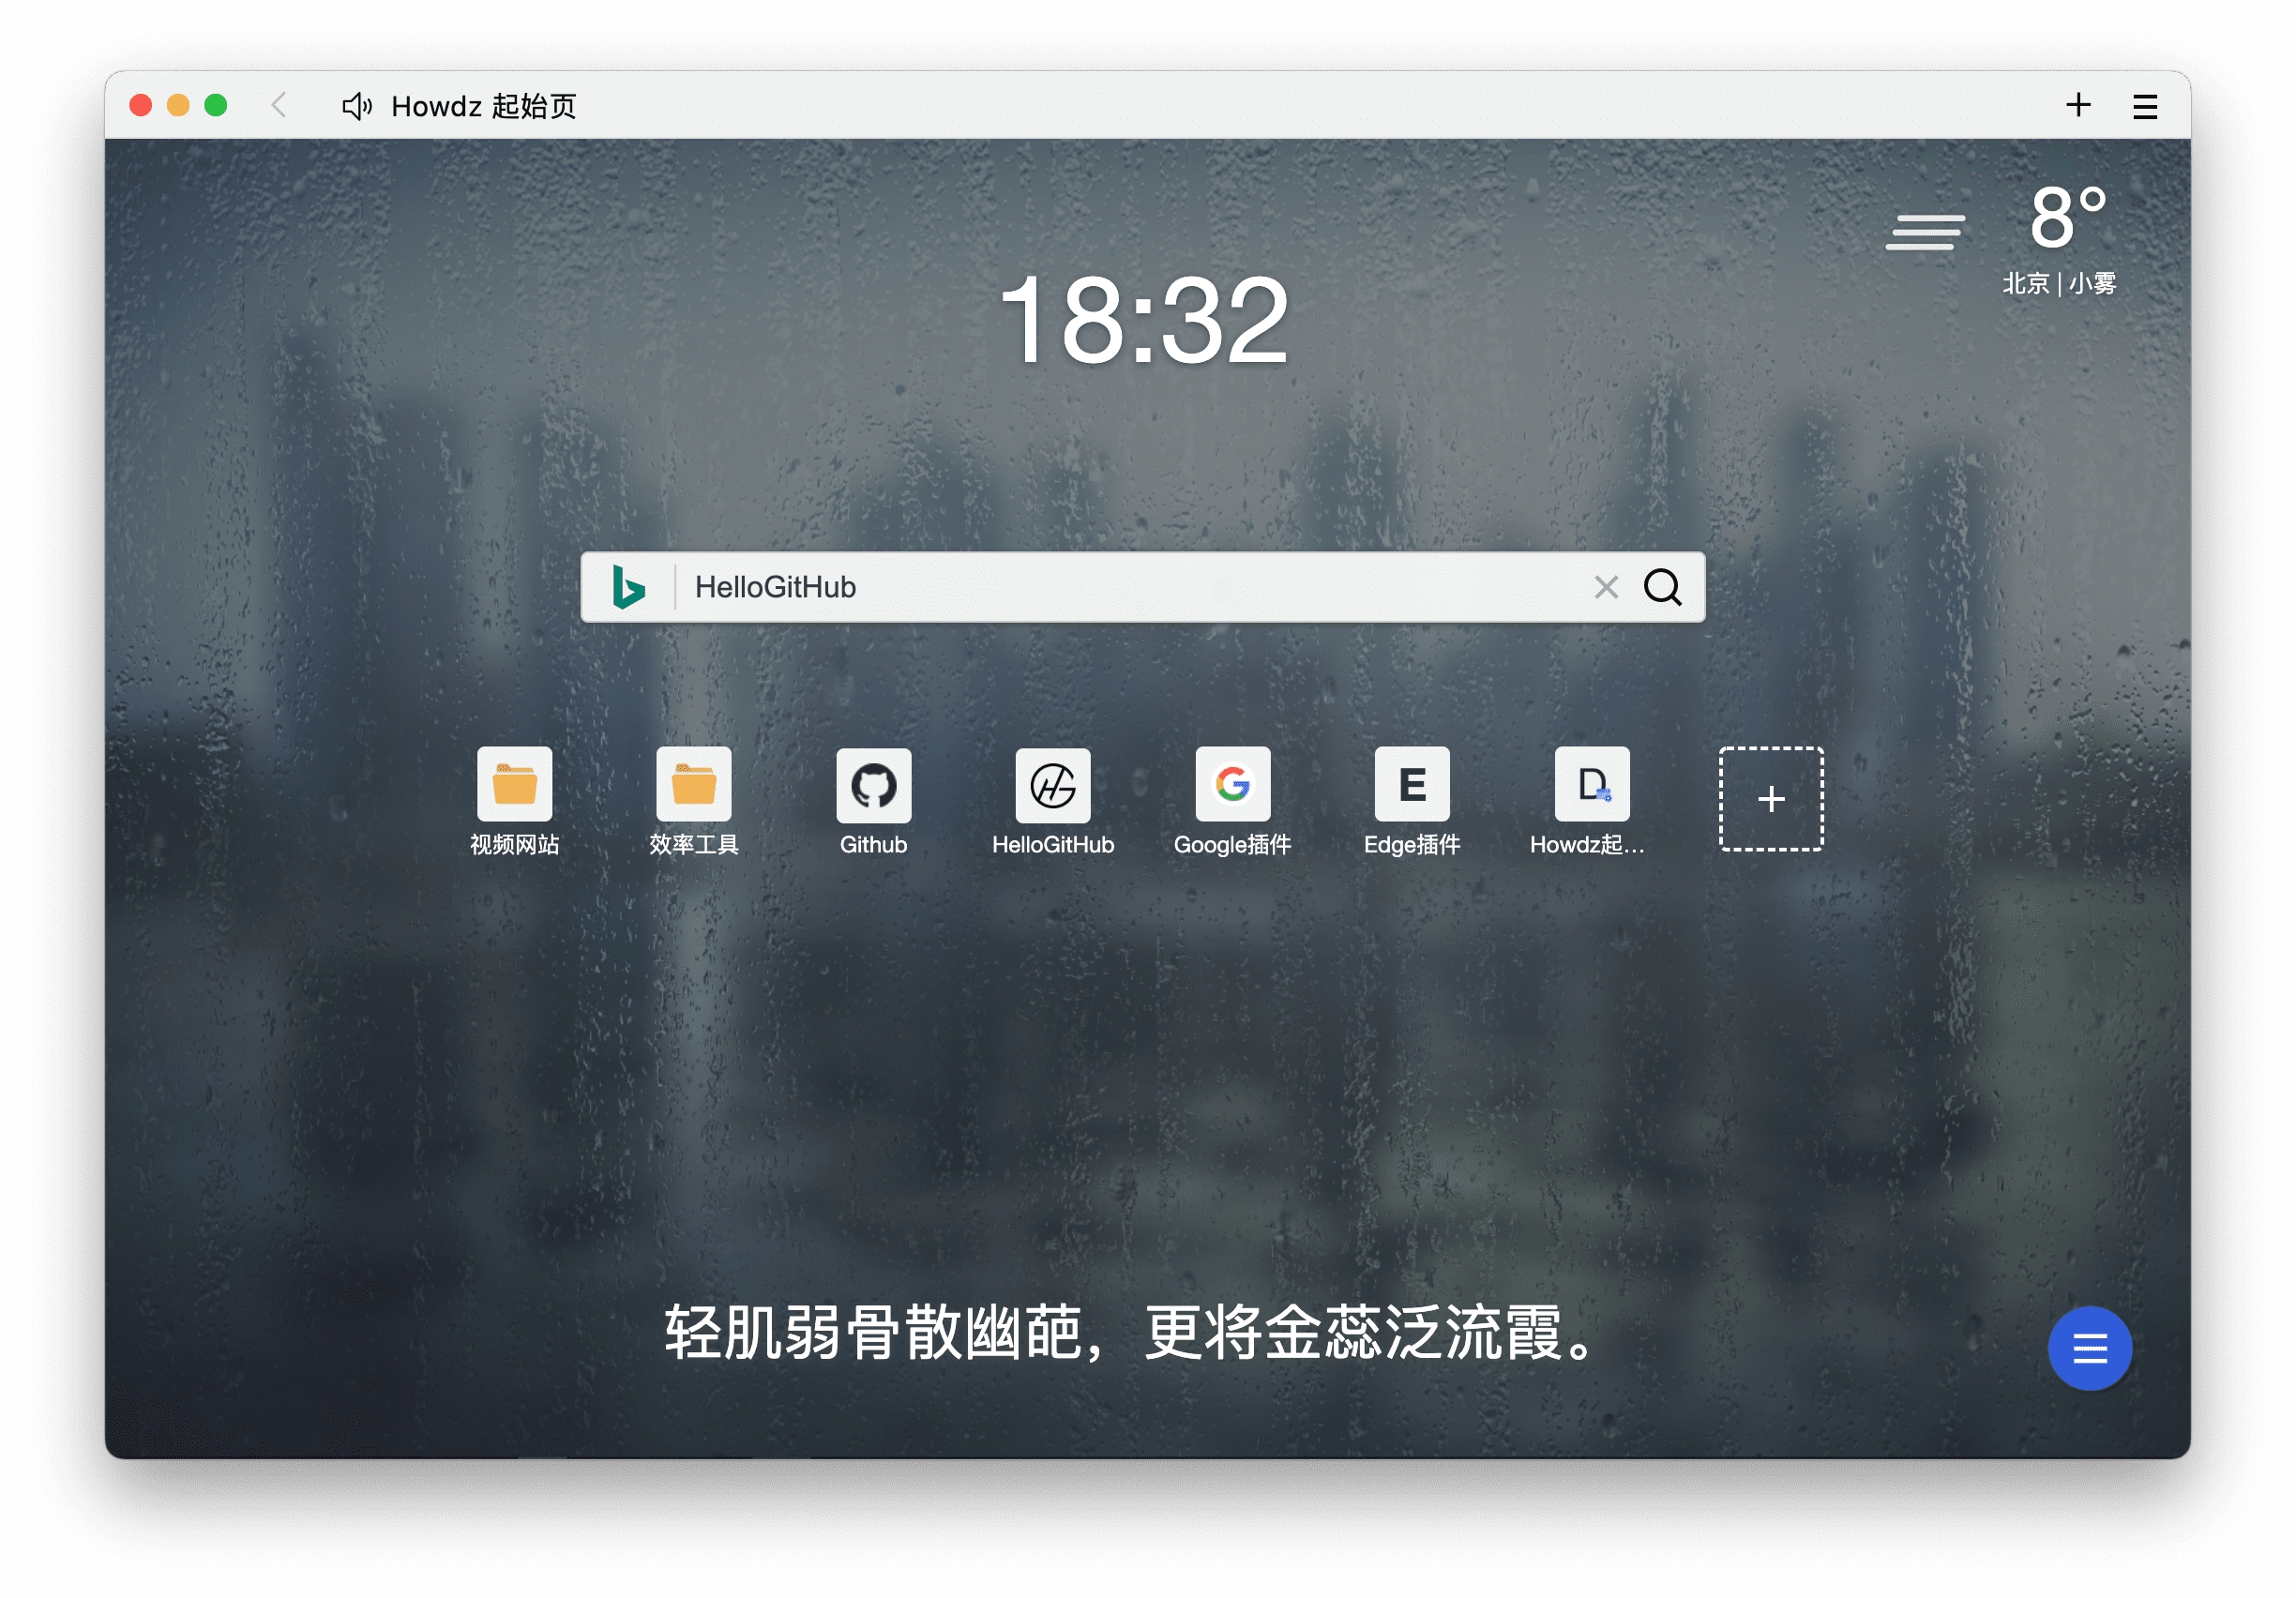 Howdz 起始页
8°
北京 | 小雾
18:32
HelloGitHub
视频网站
效率工具
Github
HelloGitHub
Google插件
E
Edge插件
D
Howdz起...
轻肌弱骨散幽葩，更将金蕊泛流霞。